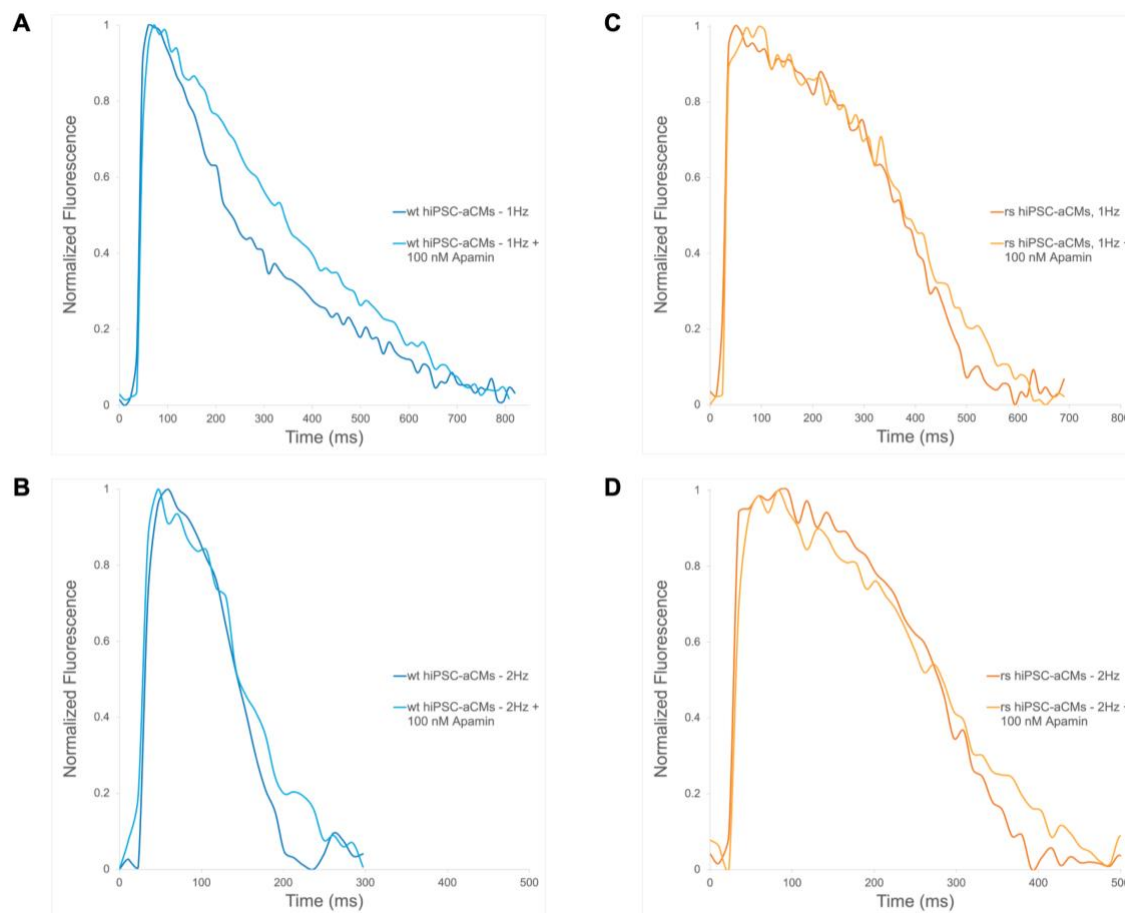 A
1
0.8
0.6
0.4
0.2
0
Normalized Fluorescence
0 100 200 300 400 500 600 700 800
Time (ms)
wt hiPSC-aCMs - 1Hz
wt hiPSC-aCMs - 1Hz +
100 nM Apamin
C
1
0.8
0.6
0.4
0.2
0
Normalized Fluorescence
0 100 200 300 400 500 600 700 800
Time (ms)
rs hiPSC-aCMs, 1Hz
rs hiPSC-aCMs, 1Hz
100 nM Apamin
B
1
0.8
0.6
0.4
0.2
0
Normalized Fluorescence
0 100 200 300 400 500
Time (ms)
wt hiPSC-aCMs - 2Hz
wt hiPSC-aCMs - 2Hz +
100 nM Apamin
D
1
0.8
0.6
0.4
0.2
0
Normalized Fluorescence
0 100 200 300 400 500
Time (ms)
rs hiPSC-aCMs - 2Hz
rs hiPSC-aCMs - 2Hz
100 nM Apamin